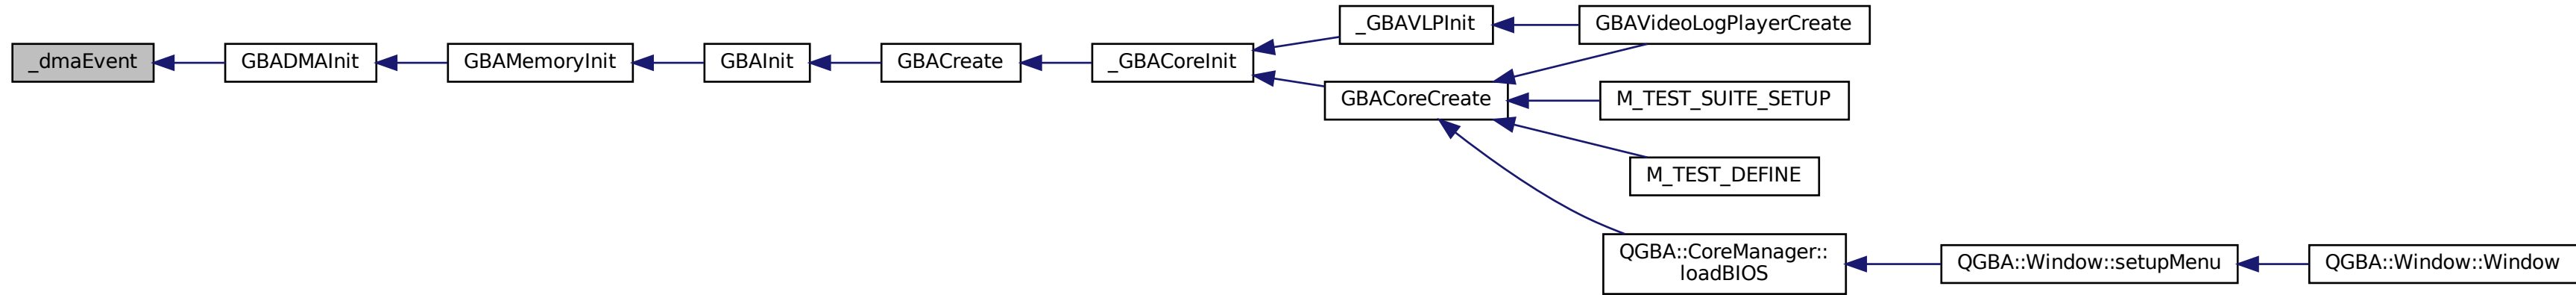 _dmaEvent
GBADMAInit
GBAMemoryInit
GBAInit
GBACreate
_GBACoreInit
_GBAVLPInit
GBAVideoLogPlayerCreate
GBACoreCreate
M_TEST_SUITE_SETUP
M_TEST_DEFINE
QGBA::CoreManager::
loadBIOS
QGBA::Window::setupMenu
QGBA::Window::Window